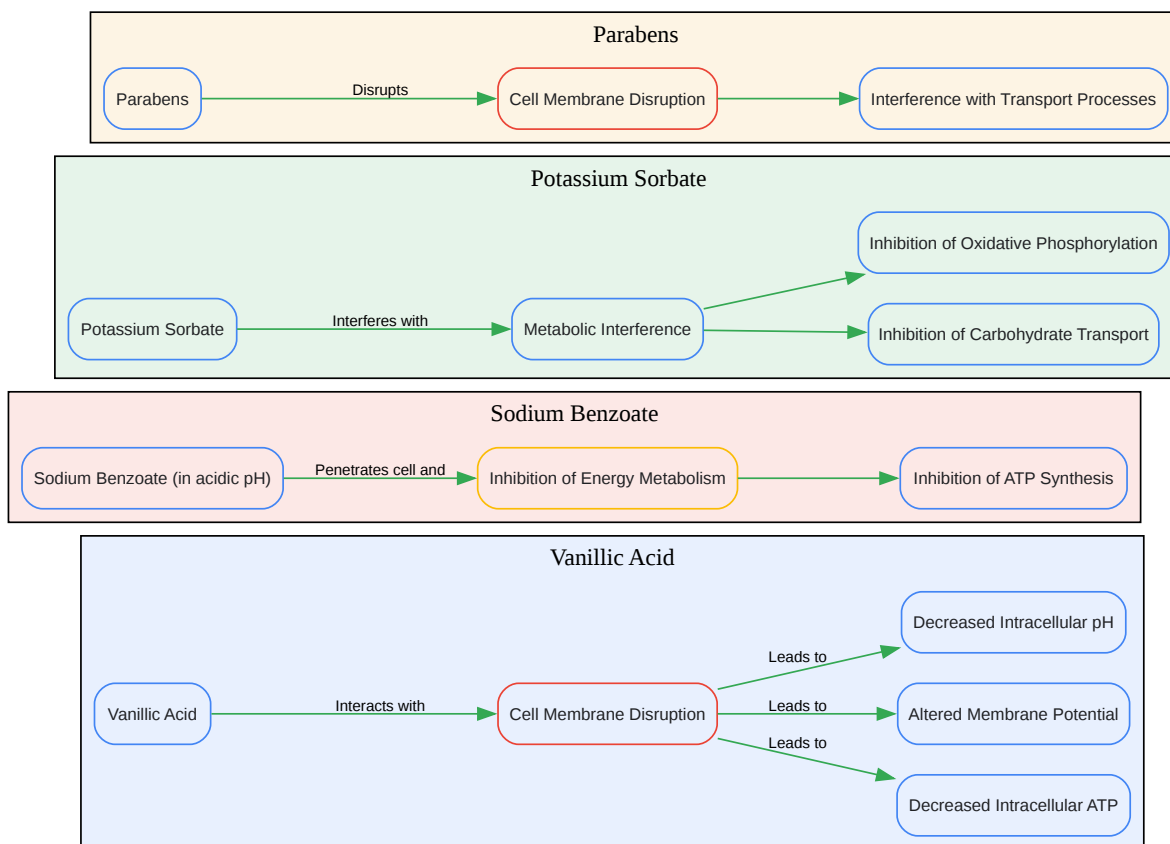 Parabens
Parabens
Disrupts
Cell Membrane Disruption
Interference with Transport Processes
Potassium Sorbate
Inhibition of Oxidative Phosphorylation
Potassium Sorbate
Interferes with
Metabolic Interference
Inhibition of Carbohydrate Transport
Sodium Benzoate
Sodium Benzoate (in acidic pH)
Penetrates cell and
Inhibition of Energy Metabolism
Inhibition of ATP Synthesis
Vanillic Acid
Decreased Intracellular pH
Leads to
Vanillic Acid
Interacts with
Cell Membrane Disruption
Leads to
Altered Membrane Potential
Leads to
Decreased Intracellular ATP